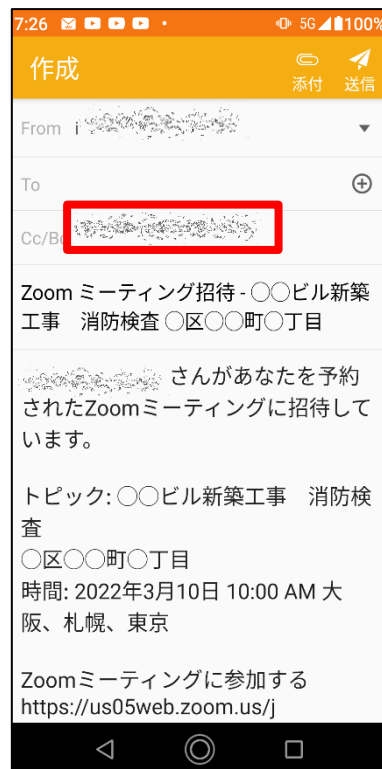 7:26 5G 100%
作成
添付 送信
From i
To
Cc/B
Zoom ミーティング招待 - ○○ビル新築
工事　消防検査 ○区○○町○丁目
さんがあなたを予約
されたZoomミーティングに招待して
います。
トピック: ○○ビル新築工事　消防検
査
○区○○町○丁目
時間: 2022年3月10日 10:00 AM 大
阪、札幌、東京
Zoomミーティングに参加する
https://us05web.zoom.us/j